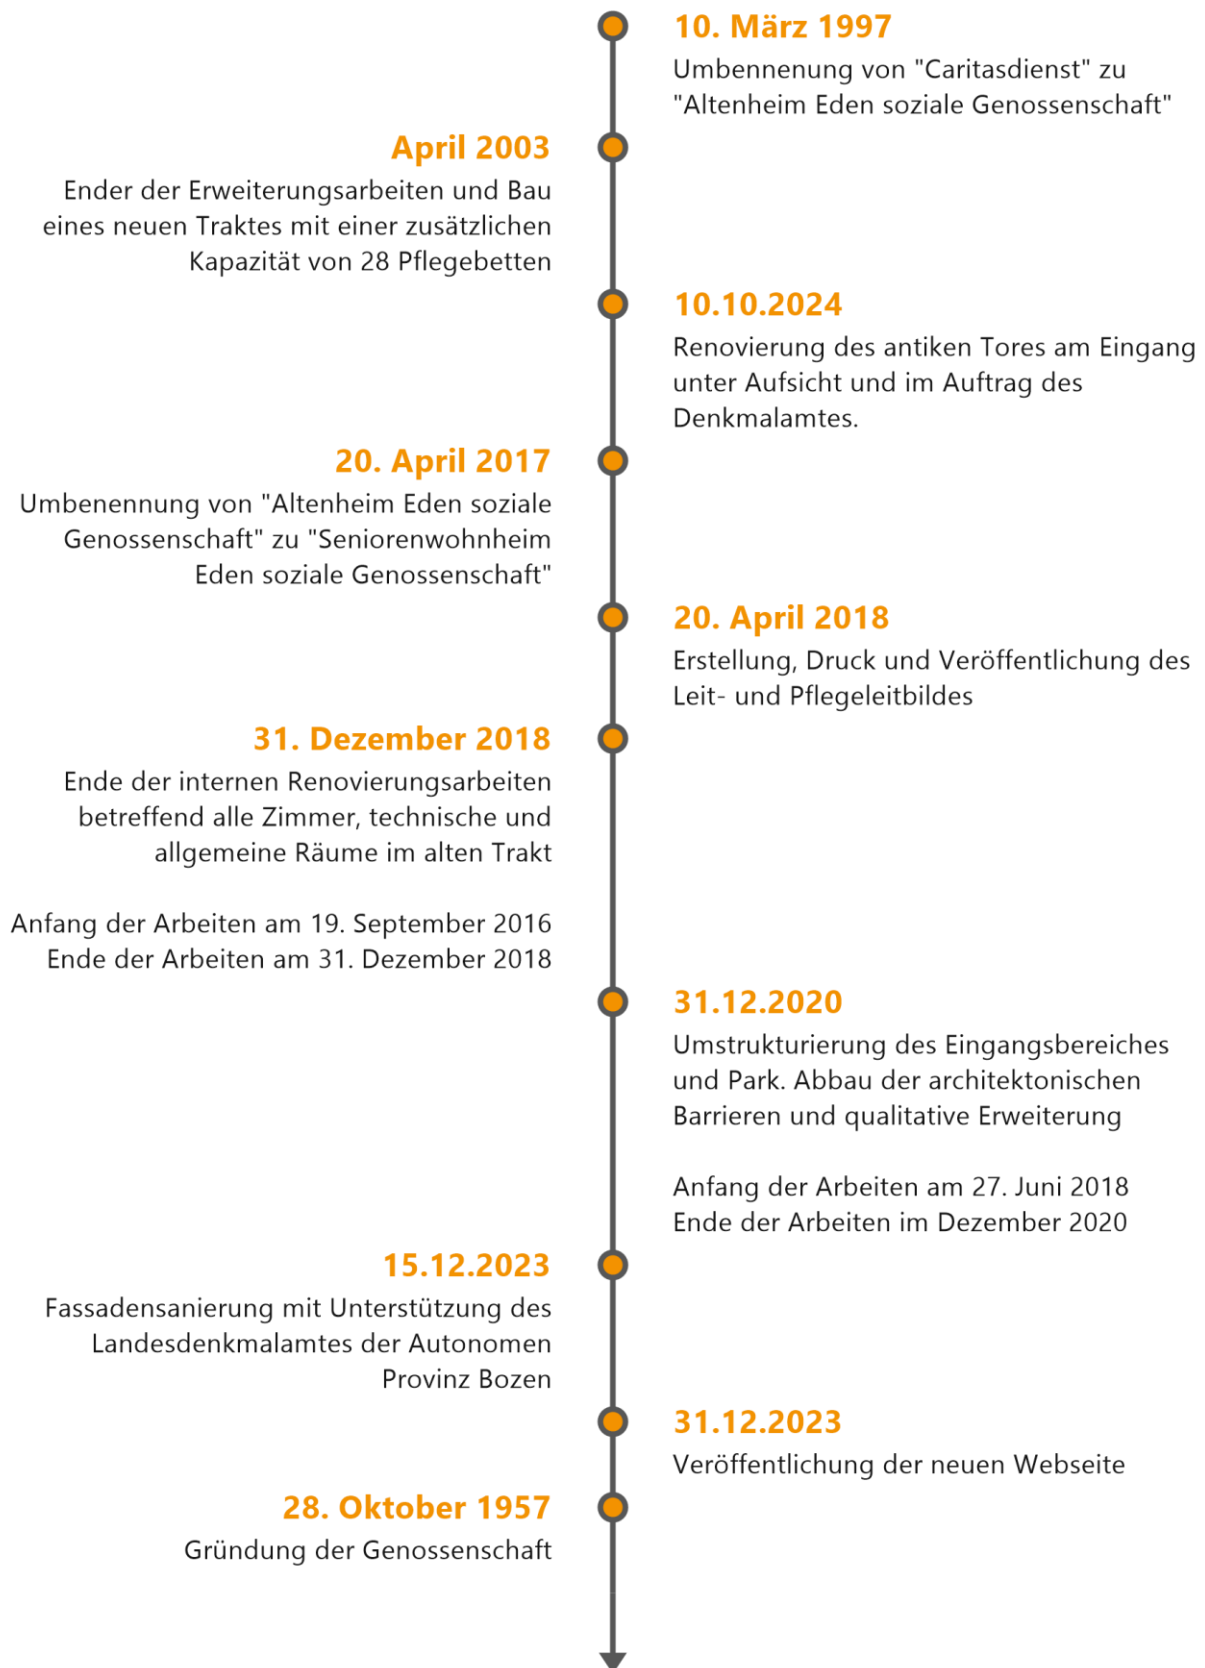 10. März 1997
Umbennenung von "Caritasdienst" zu
"Altenheim Eden soziale Genossenschaft"
April 2003
Ender der Erweiterungsarbeiten und Bau
eines neuen Traktes mit einer zusätzlichen
Kapazität von 28 Pflegebetten
10.10.2024
Renovierung des antiken Tores am Eingang
unter Aufsicht und im Auftrag des
Denkmalamtes.
20. April 2017
Umbenennung von "Altenheim Eden soziale
Genossenschaft" zu "Seniorenwohnheim
Eden soziale Genossenschaft"
20. April 2018
Erstellung, Druck und Veröffentlichung des
Leit- und Pflegeleitbildes
31. Dezember 2018
Ende der internen Renovierungsarbeiten
betreffend alle Zimmer, technische und
allgemeine Räume im alten Trakt
Anfang der Arbeiten am 19. September 2016
Ende der Arbeiten am 31. Dezember 2018
31.12.2020
Umstrukturierung des Eingangsbereiches
und Park. Abbau der architektonischen
Barrieren und qualitative Erweiterung
Anfang der Arbeiten am 27. Juni 2018
Ende der Arbeiten im Dezember 2020
15.12.2023
Fassadensanierung mit Unterstützung des
Landesdenkmalamtes der Autonomen
Provinz Bozen
31.12.2023
Veröffentlichung der neuen Webseite
28. Oktober 1957
Gründung der Genossenschaft